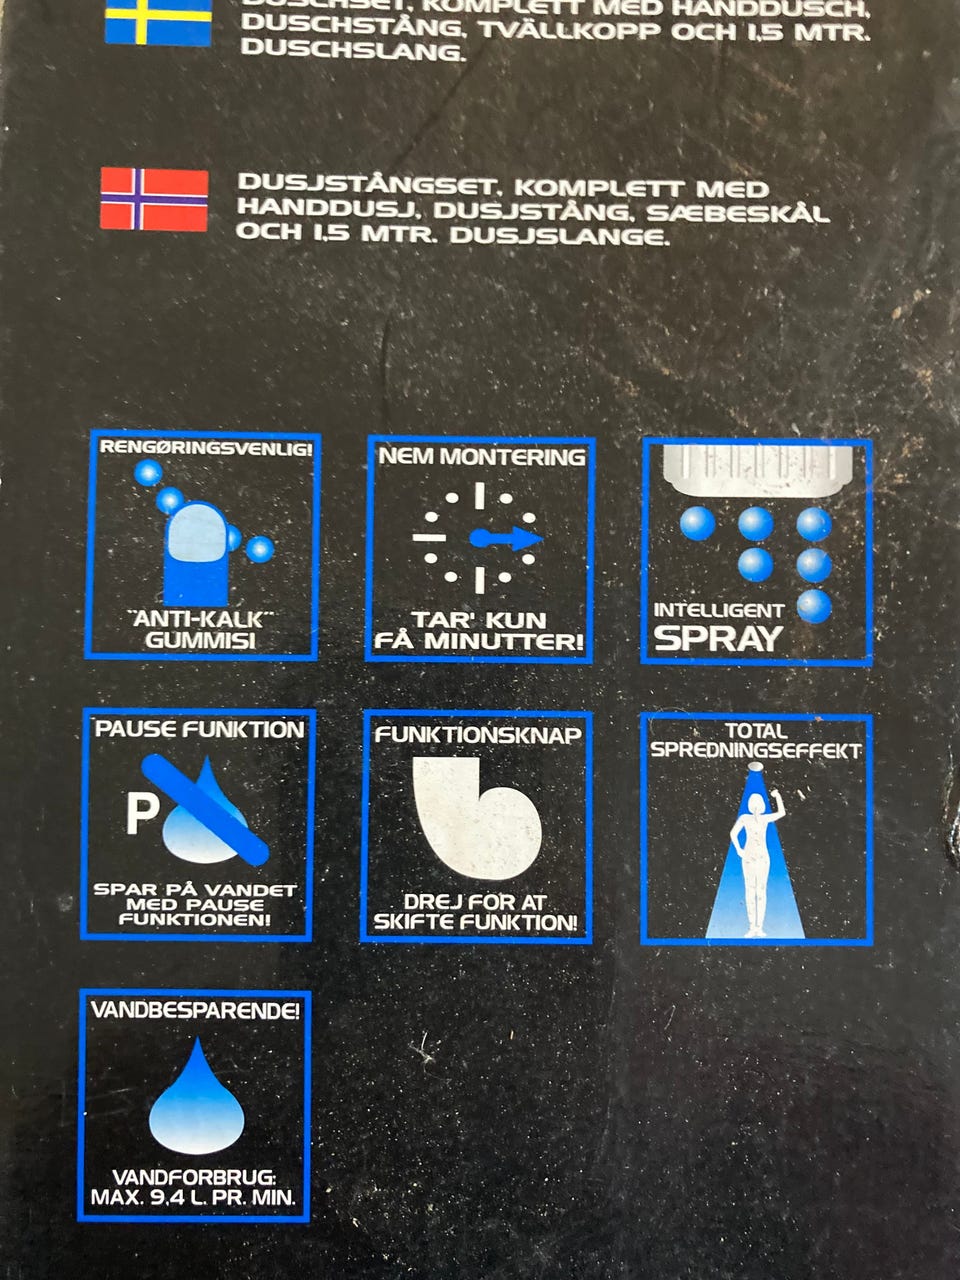 DUSCHSET, KOMPLETT MED HANDDUSCH,
DUSCHSTÅNG, TVÄLLKOPP OCH 1,5 MTR.
DUSCHSLANG.
DUSJSTÅNGSET, KOMPLETT MED
HANDDUSJ, DUSJSTÅNG, SÆBESKÅL
OCH 1,5 MTR. DUSJSLANGE.
RENGØRINGSVENLIG!
"ANTI-KALK"
GUMMISI
NEM MONTERING
TAR' KUN
FÅ MINUTTER!
INTELLIGENT
SPRAY
PAUSE FUNKTION
P
SPAR PÅ VANDET
MED PAUSE
FUNKTIONEN!
FUNKTIONSKNAP
DREJ FOR AT
SKIFTE FUNKTION!
TOTAL
SPREDNINGSEFFEKT
VANDBESPARENDE!
VANDFORBRUG:
MAX. 9,4 L. PR. MIN.